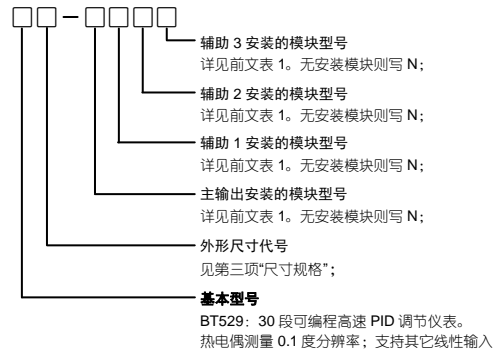 辅助 3 安装的模块型号
详见前文表 1。无安装模块则写 N；
辅助 2 安装的模块型号
详见前文表 1。无安装模块则写 N；
辅助 1 安装的模块型号
详见前文表 1。无安装模块则写 N；
主输出安装的模块型号
详见前文表 1。无安装模块则写 N；
外形尺寸代号
见第三项“尺寸规格”；
基本型号
BT529：30 段可编程高速 PID 调节仪表。
热电偶测量 0.1 度分辨率；支持其它线性输入